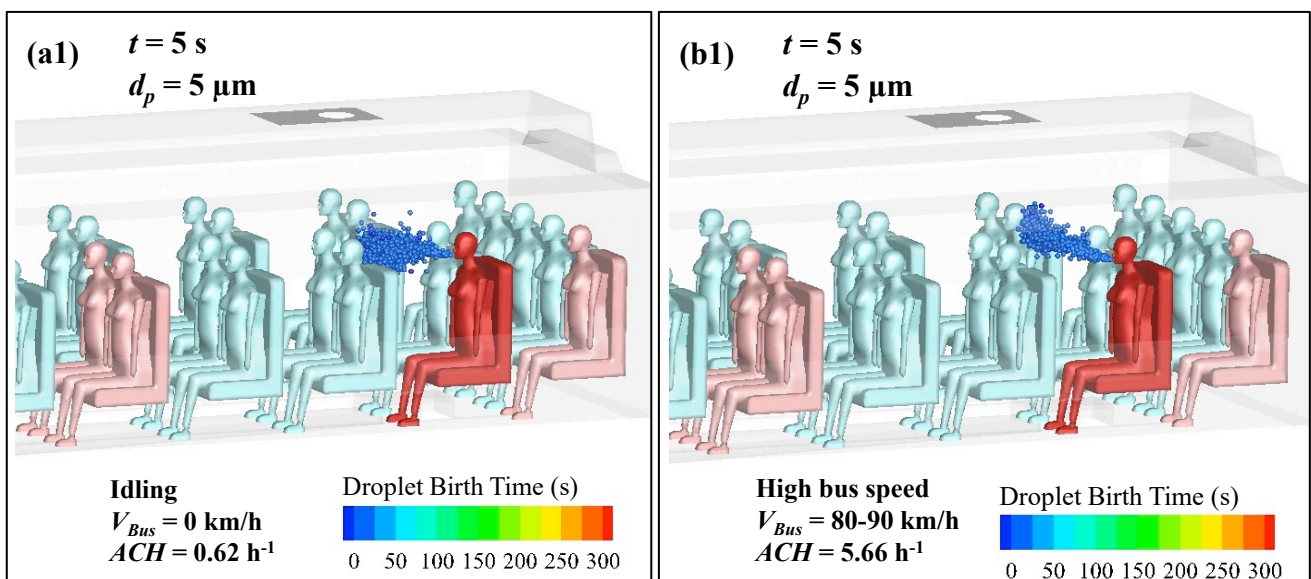 (a1)
t = 5 s
dₚ = 5 μm
Idling
V_Bus = 0 km/h
ACH = 0.62 h⁻¹
Droplet Birth Time (s)
0 50 100 150 200 250 300
(b1)
t = 5 s
dₚ = 5 μm
High bus speed
V_Bus = 80-90 km/h
ACH = 5.66 h⁻¹
Droplet Birth Time (s)
0 50 100 150 200 250 300